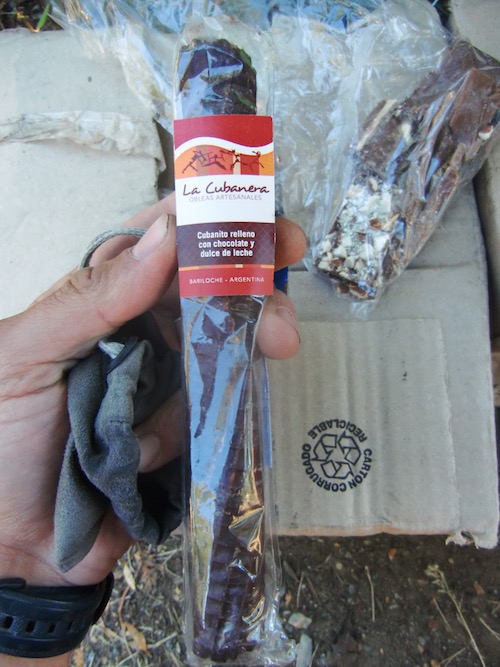 La Cubanera
OBLEAS ARTESANALES
Cubanito relleno
con chocolate y
dulce de leche
BARILOCHE - ARGENTINA
CARTON CORRUGADO
RECICLABLE